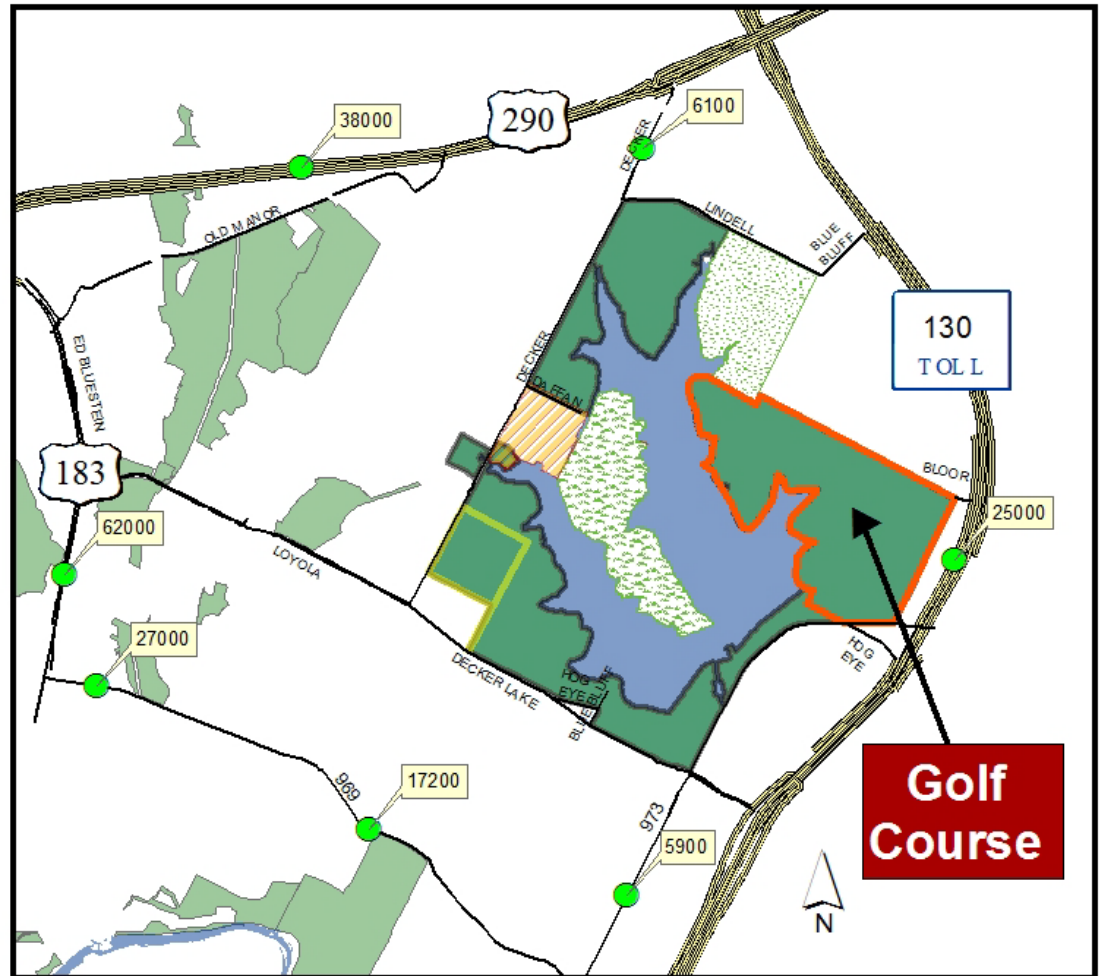 290
38000
6100
DECKER
LINDELL
BLUE
BLUFF
OLD MANOR
130
TOLL
ED BLUESTEIN
DECKER
DAFFAN
183
BLOOR
25000
62000
LOYOLA
27000
HOG
EYE
DECKER LAKE
HOG
EYE
BLUE BLUFF
969
17200
973
5900
Golf
Course
N